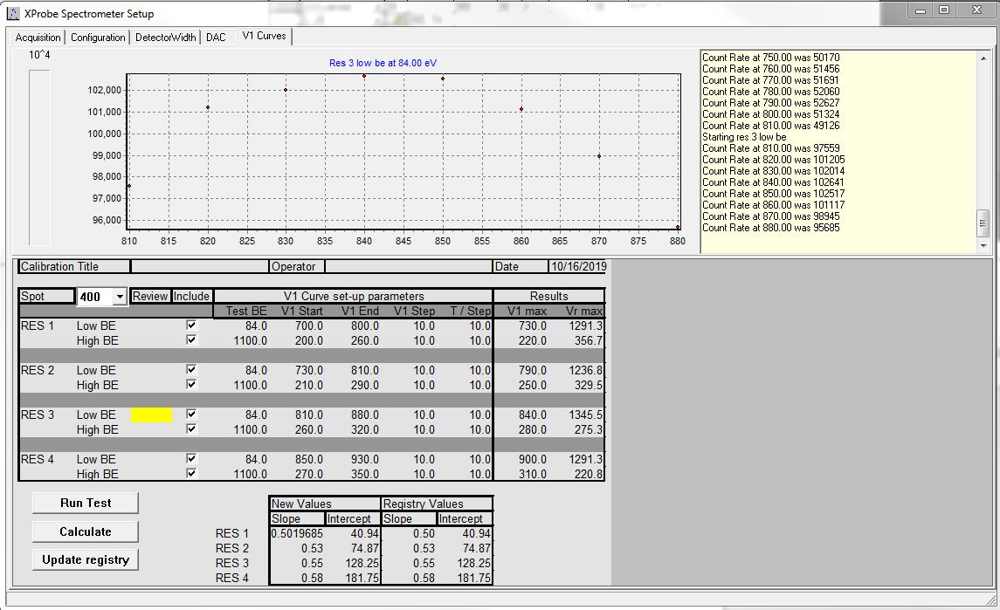 XProbe Spectrometer Setup
Acquisition Configuration DetectorWidth DAC V1 Curves
10^4
Res 3 low be at 84.00 eV
102,000
101,000
100,000
99,000
98,000
97,000
96,000
810 815 820 825 830 835 840 845 850 855 860 865 870 875 880
Count Rate at 750.00 was 50170
Count Rate at 760.00 was 51456
Count Rate at 770.00 was 51691
Count Rate at 780.00 was 52060
Count Rate at 790.00 was 52627
Count Rate at 800.00 was 51324
Count Rate at 810.00 was 49126
Starting res 3 low be
Count Rate at 810.00 was 97559
Count Rate at 820.00 was 101205
Count Rate at 830.00 was 102014
Count Rate at 840.00 was 102641
Count Rate at 850.00 was 102517
Count Rate at 860.00 was 101117
Count Rate at 870.00 was 98945
Count Rate at 880.00 was 95685
Calibration Title Operator Date 10/16/2019
Spot 400 Review Include V1 Curve set-up parameters Results
Test BE V1 Start V1 End V1 Step T / Step V1 max Vr max
RES 1 Low BE 84.0 700.0 800.0 10.0 10.0 730.0 1291.3
High BE 1100.0 200.0 260.0 10.0 10.0 220.0 356.7
RES 2 Low BE 84.0 730.0 810.0 10.0 10.0 790.0 1236.8
High BE 1100.0 210.0 290.0 10.0 10.0 250.0 329.5
RES 3 Low BE 84.0 810.0 880.0 10.0 10.0 840.0 1345.5
High BE 1100.0 260.0 320.0 10.0 10.0 280.0 275.3
RES 4 Low BE 84.0 850.0 930.0 10.0 10.0 900.0 1291.3
High BE 1100.0 270.0 350.0 10.0 10.0 310.0 220.8
Run Test
Calculate
Update registry
New Values Registry Values
Slope Intercept Slope Intercept
RES 1 0.5019685 40.94 0.50 40.94
RES 2 0.53 74.87 0.53 74.87
RES 3 0.55 128.25 0.55 128.25
RES 4 0.58 181.75 0.58 181.75